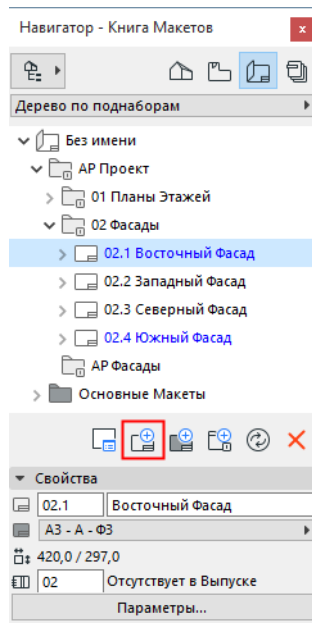 Навигатор - Книга Макетов
x
Дерево по поднаборам
Без имени
АР Проект
01 Планы Этажей
02 Фасады
02.1 Восточный Фасад
02.2 Западный Фасад
02.3 Северный Фасад
02.4 Южный Фасад
АР Фасады
Основные Макеты
Свойства
02.1 Восточный Фасад
А3 - А - Ф3
420,0 / 297,0
02 Отсутствует в Выпуске
Параметры...